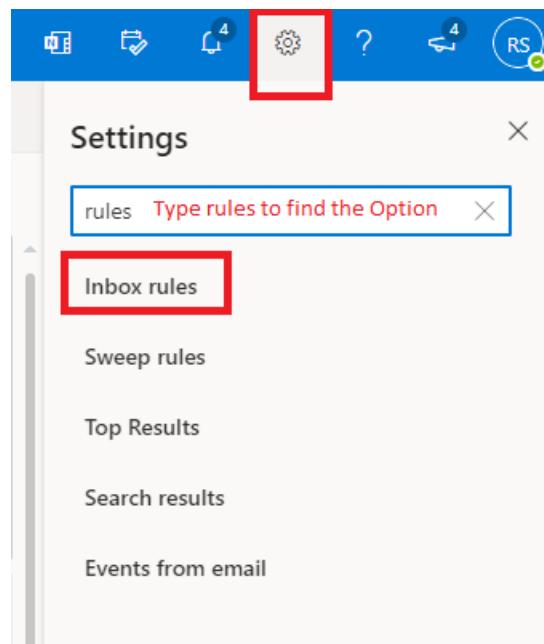 4
?
4
RS
Settings
rules Type rules to find the Option
Inbox rules
Sweep rules
Top Results
Search results
Events from email